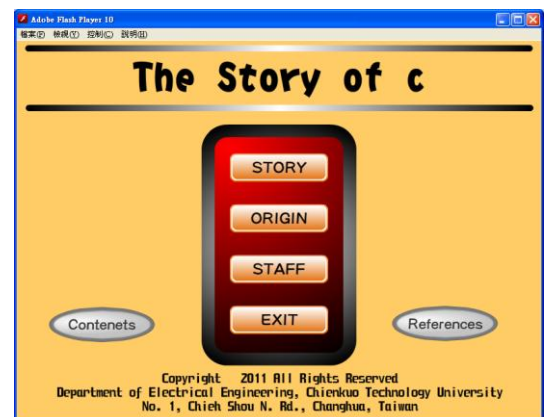 Adobe Flash Player 10
檔案(F) 檢視(V) 控制(C) 說明(H)
The Story of c
STORY
ORIGIN
STAFF
EXIT
Contenets
References
Copyright 2011 All Rights Reserved
Department of Electrical Engineering, Chienkuo Technology University
No. 1, Chieh Shou N. Rd., Changhua, Taiwan